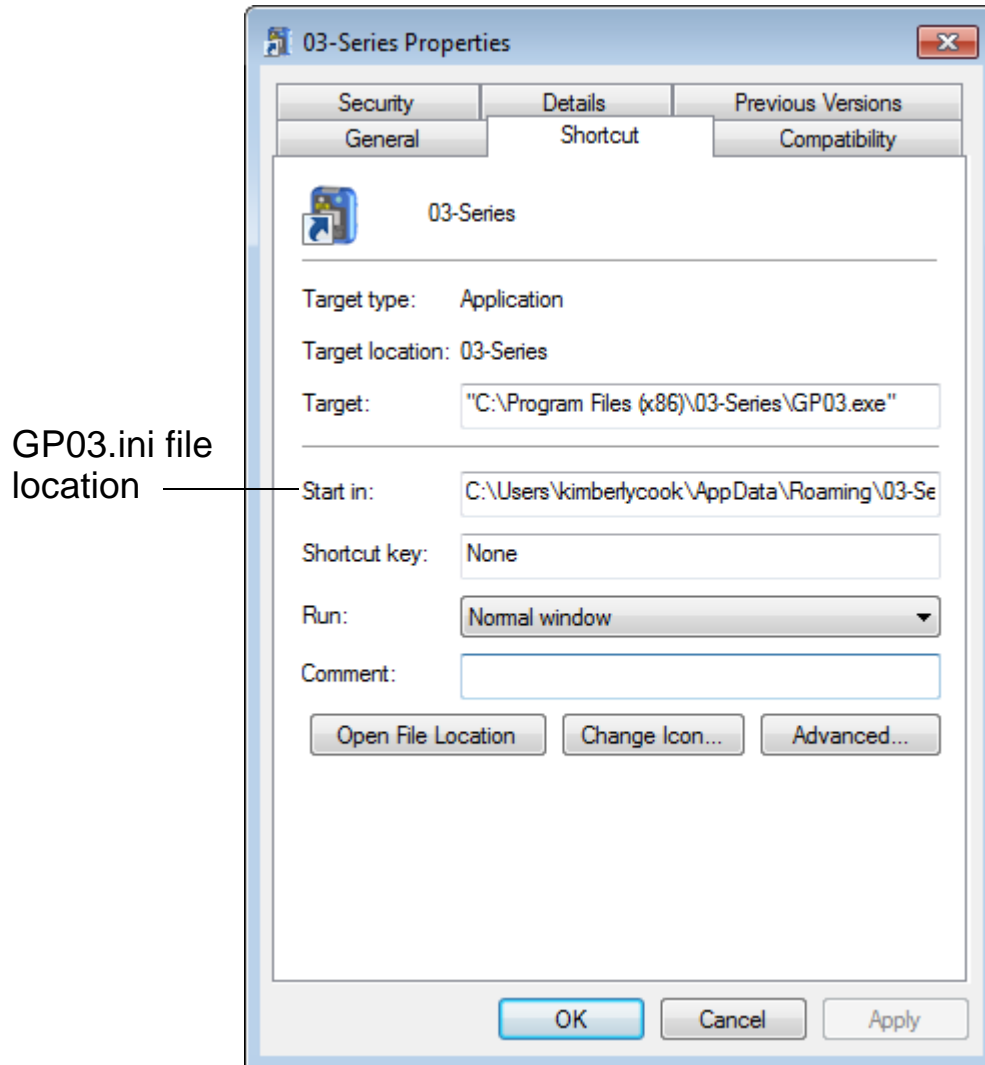 03-Series Properties
Security Details Previous Versions
General Shortcut Compatibility
03-Series
Target type: Application
Target location: 03-Series
Target: "C:\Program Files (x86)\03-Series\GP03.exe"
GP03.ini file
location
Start in: C:\Users\kimberlycook\AppData\Roaming\03-Se
Shortcut key: None
Run: Normal window
Comment:
Open File Location Change Icon... Advanced...
OK Cancel Apply